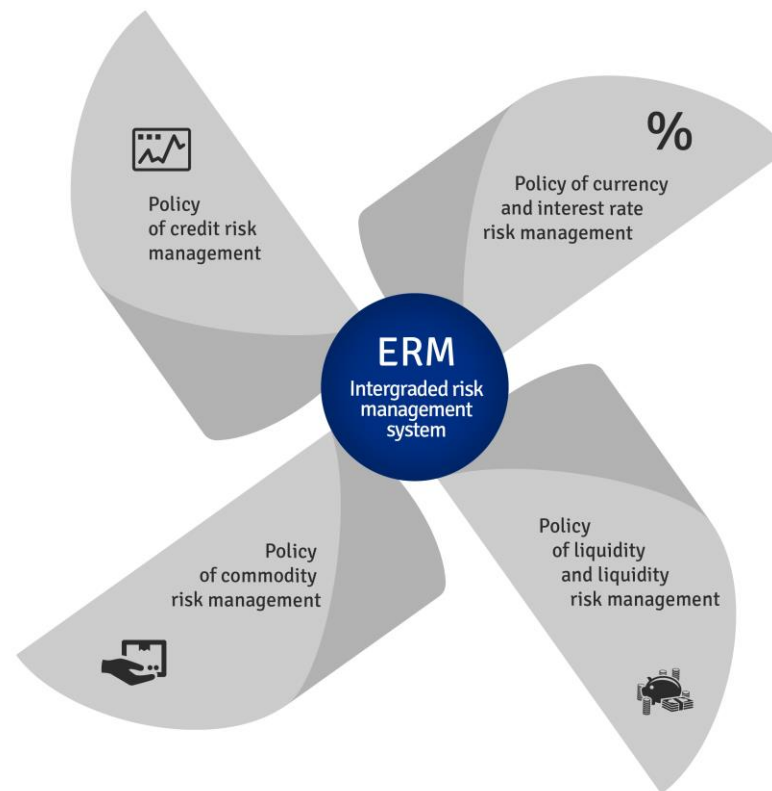 Policy
of credit risk
management
%
Policy of currency
and interest rate
risk management
ERM
Intergraded risk
management
system
Policy
of commodity
risk management
Policy
of liquidity
and liquidity
risk management